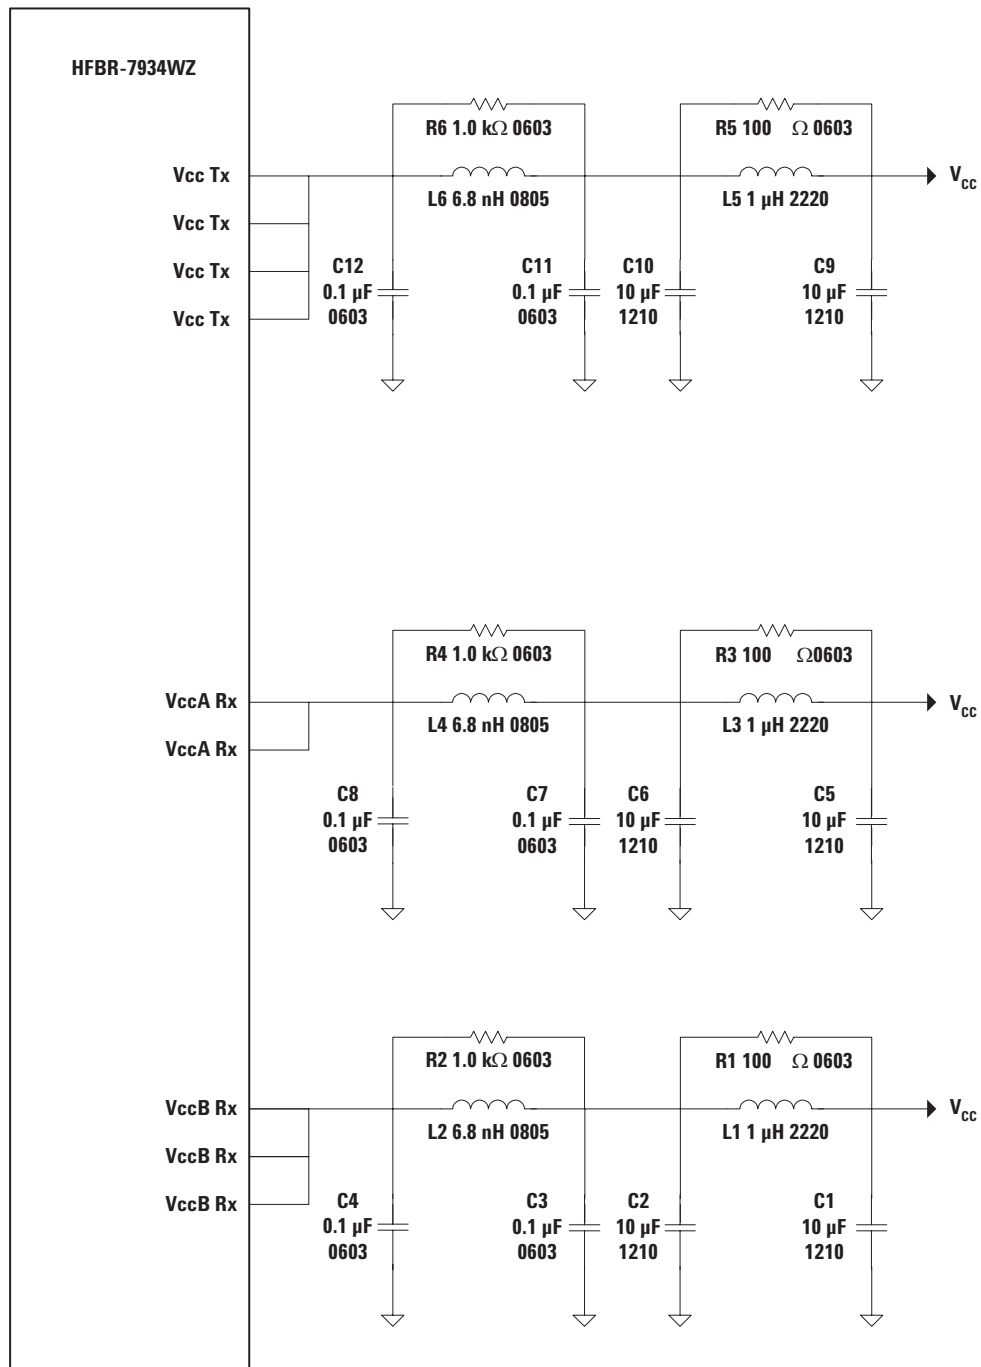 HFBR-7934WZ
R6 1.0 kΩ 0603
R5 100 Ω 0603
Vcc Tx
L6 6.8 nH 0805
L5 1 µH 2220
VCC
Vcc Tx
Vcc Tx
Vcc Tx
C12
0.1 µF
0603
C11
0.1 µF
0603
C10
10 µF
1210
C9
10 µF
1210
R4 1.0 kΩ 0603
R3 100 Ω0603
VccA Rx
L4 6.8 nH 0805
L3 1 µH 2220
VCC
VccA Rx
C8
0.1 µF
0603
C7
0.1 µF
0603
C6
10 µF
1210
C5
10 µF
1210
R2 1.0 kΩ 0603
R1 100 Ω 0603
VccB Rx
L2 6.8 nH 0805
L1 1 µH 2220
VCC
VccB Rx
VccB Rx
C4
0.1 µF
0603
C3
0.1 µF
0603
C2
10 µF
1210
C1
10 µF
1210